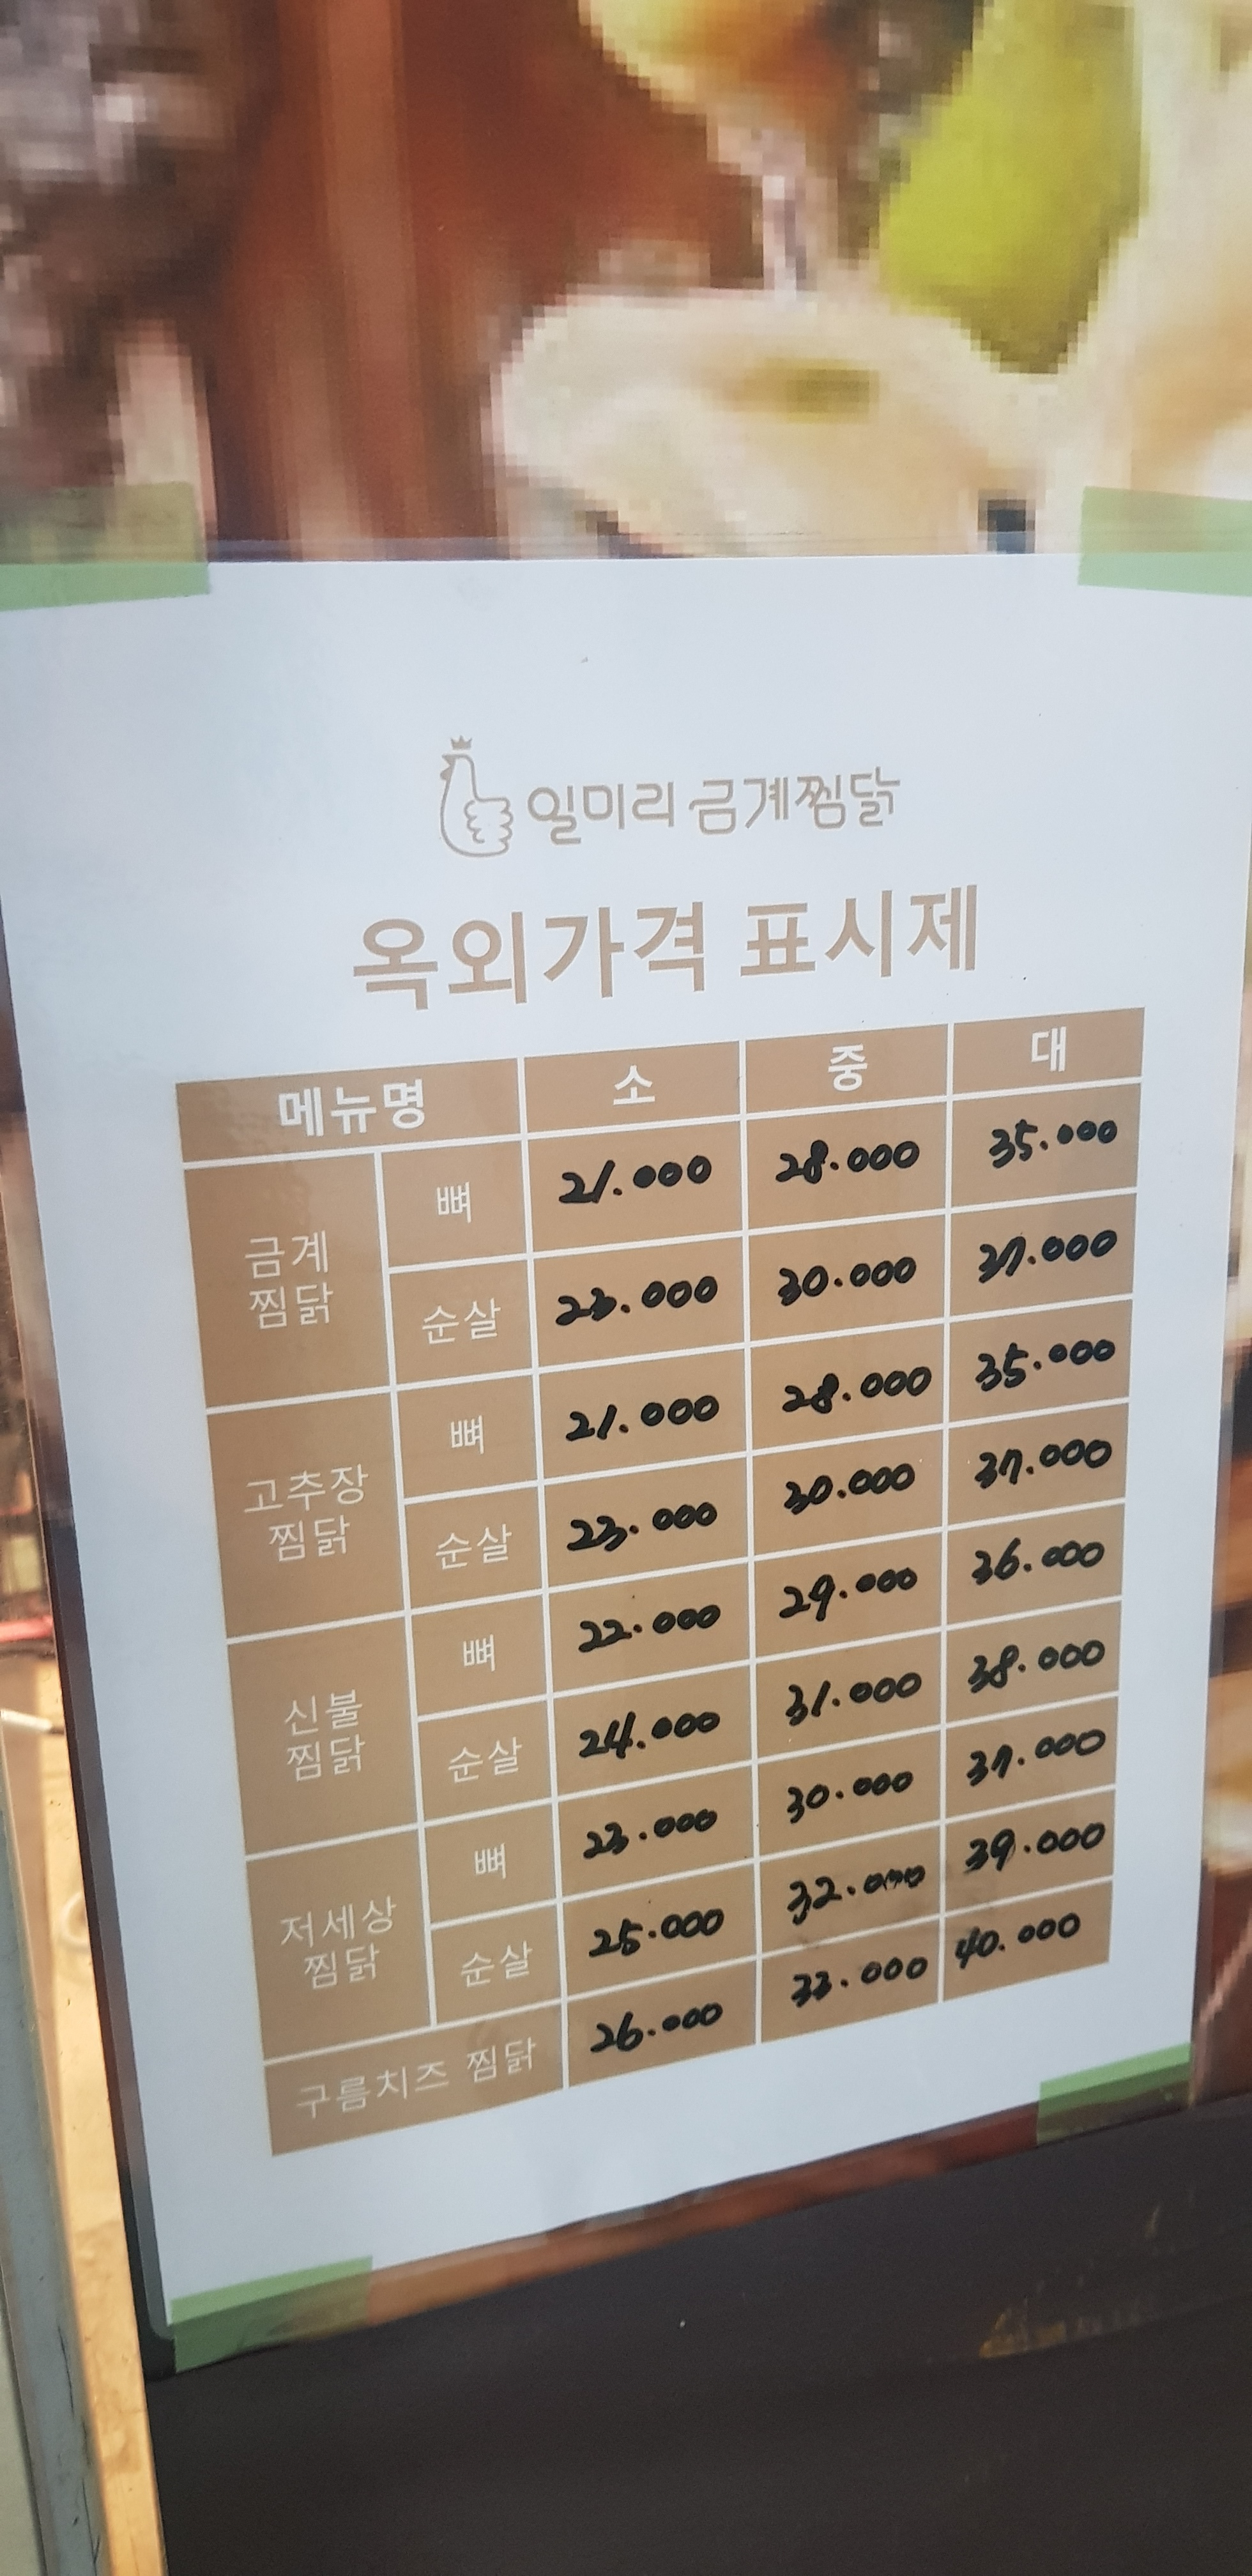 일미리 금계찜닭
옥외가격 표시제
메뉴명 소 중 대
금계 찜닭 뼈 21.000 28.000 35.000
순살 23.000 30.000 37.000
고추장 찜닭 뼈 21.000 28.000 35.000
순살 23.000 30.000 37.000
신불 찜닭 뼈 22.000 29.000 36.000
순살 24.000 31.000 38.000
저세상 찜닭 뼈 23.000 30.000 37.000
순살 25.000 32.000 39.000
구름치즈 찜닭 26.000 33.000 40.000